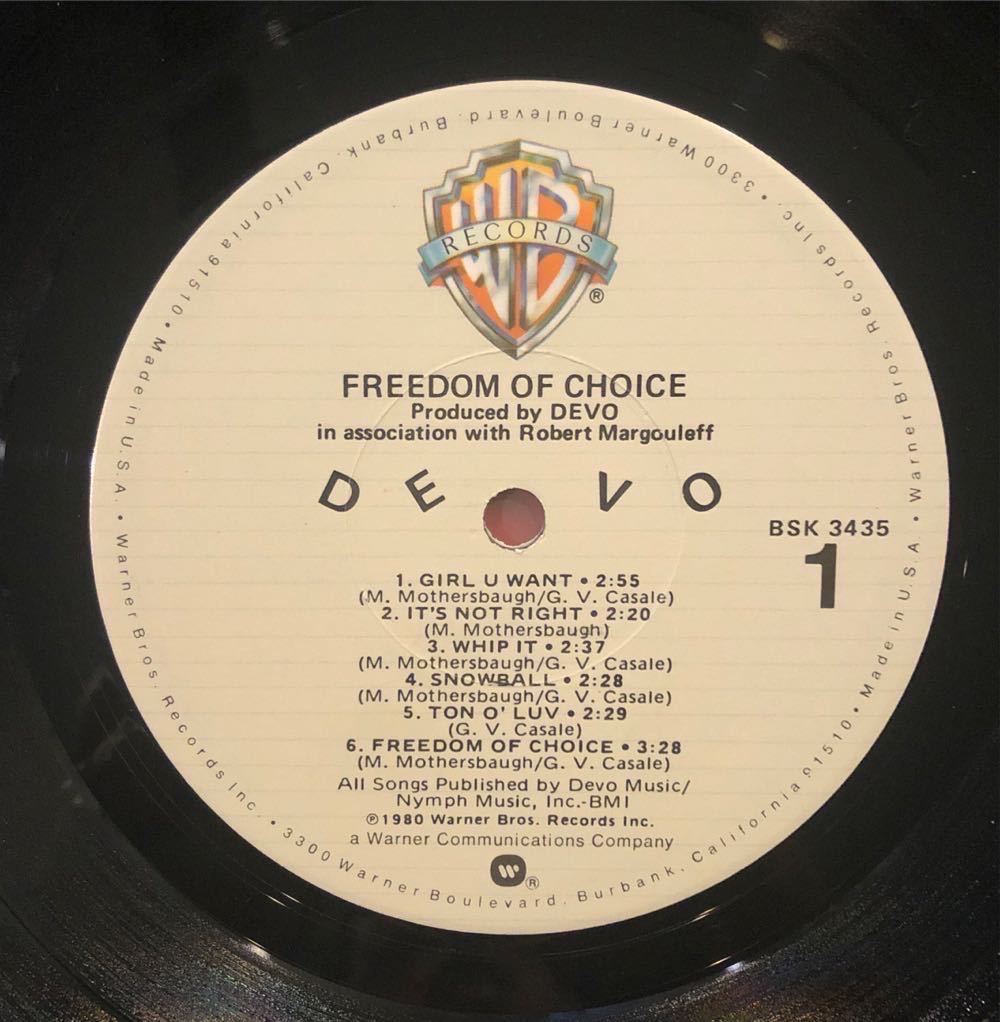 WB
RECORDS
®
FREEDOM OF CHOICE
Produced by DEVO
in association with Robert Margouleff
DEVO
BSK 3435
1
1. GIRL U WANT • 2:55
(M. Mothersbaugh/G. V. Casale)
2. IT'S NOT RIGHT • 2:20
(M. Mothersbaugh)
3. WHIP IT • 2:37
(M. Mothersbaugh/G. V. Casale)
4. SNOWBALL • 2:28
(M. Mothersbaugh/G. V. Casale)
5. TON O' LUV • 2:29
(G. V. Casale)
6. FREEDOM OF CHOICE • 3:28
(M. Mothersbaugh/G. V. Casale)
All Songs Published by Devo Music/
Nymph Music, Inc.-BMI
℗1980 Warner Bros. Records Inc.
a Warner Communications Company
W ®
Warner Bros. Records Inc. • 3300 Warner Boulevard, Burbank, California 91510 • Made in U.S.A. • Warner Bros. Records Inc. • 3300 Warner Boulevard, Burbank, California 91510 • Made in U.S.A. •